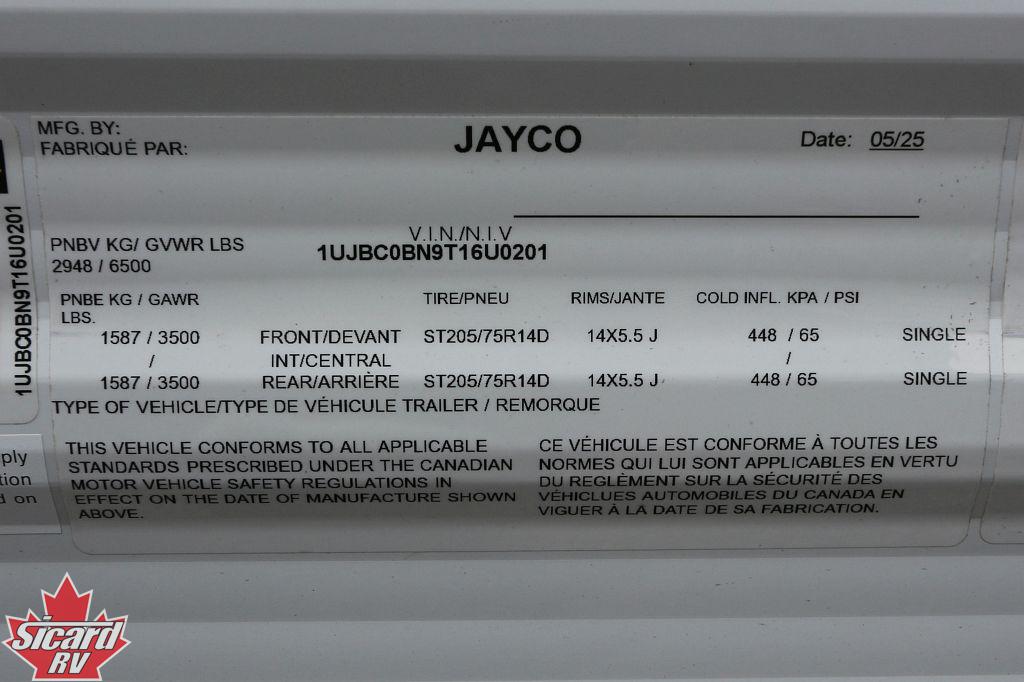 MFG. BY:
FABRIQUÉ PAR:
JAYCO
Date: 05/25
V.I.N./N.I.V
1UJBC0BN9T16U0201
PNBV KG/ GVWR LBS
2948 / 6500
PNBE KG / GAWR LBS.
TIRE/PNEU RIMS/JANTE COLD INFL. KPA / PSI
1587 / 3500 FRONT/DEVANT ST205/75R14D 14X5.5 J 448 / 65 SINGLE
/ INT/CENTRAL /
1587 / 3500 REAR/ARRIÈRE ST205/75R14D 14X5.5 J 448 / 65 SINGLE
TYPE OF VEHICLE/TYPE DE VÉHICULE TRAILER / REMORQUE
THIS VEHICLE CONFORMS TO ALL APPLICABLE
STANDARDS PRESCRIBED UNDER THE CANADIAN
MOTOR VEHICLE SAFETY REGULATIONS IN
EFFECT ON THE DATE OF MANUFACTURE SHOWN
ABOVE.
CE VÉHICULE EST CONFORME À TOUTES LES
NORMES QUI LUI SONT APPLICABLES EN VERTU
DU REGLÈMENT SUR LA SÉCURITÉ DES
VÉHICLUES AUTOMOBILES DU CANADA EN
VIGUER À LA DATE DE SA FABRICATION.
1UJBC0BN9T16U0201
ply
tion
d on
Sicard
RV